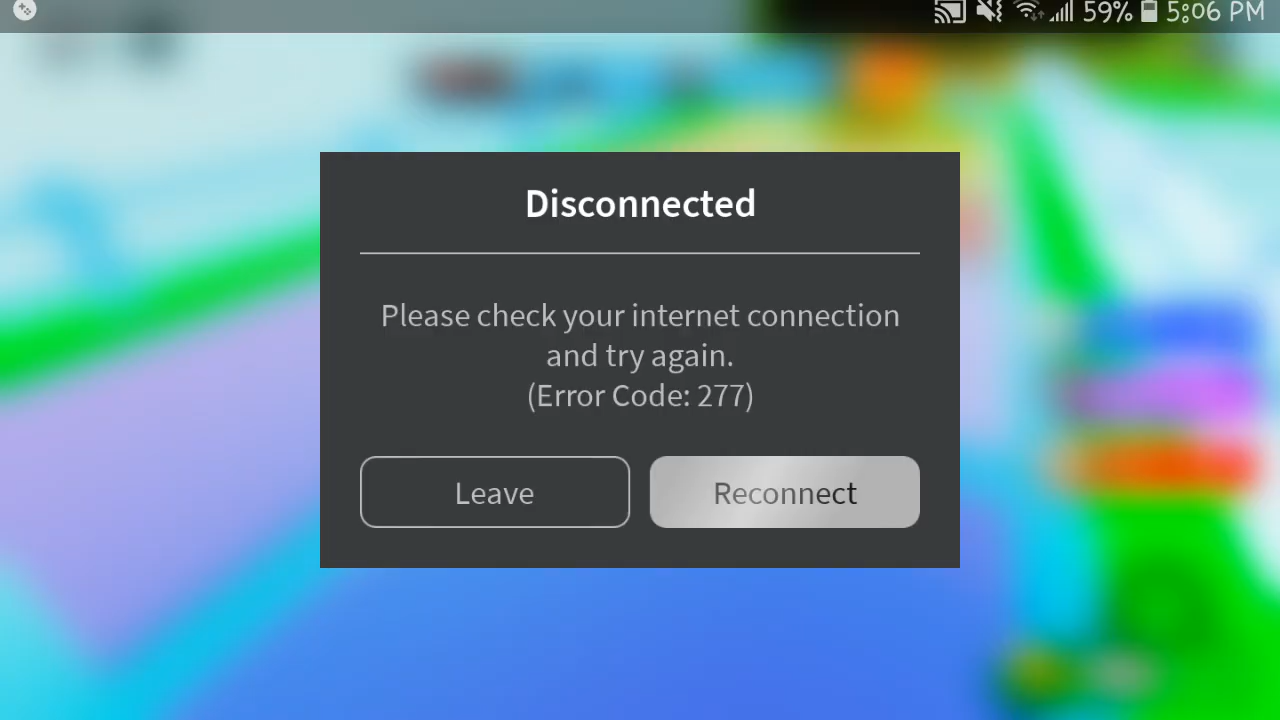 59% 5:06 PM
Disconnected
Please check your internet connection
and try again.
(Error Code: 277)
Leave
Reconnect